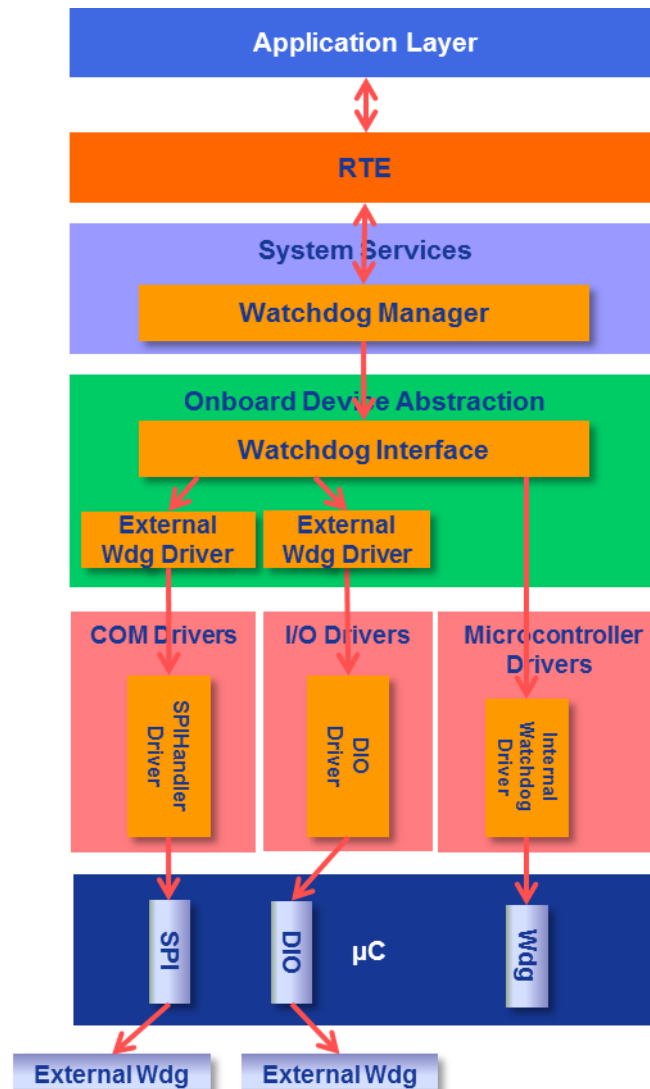 Application Layer
RTE
System Services
Watchdog Manager
Onboard Device Abstraction
Watchdog Interface
External
Wdg Driver
External
Wdg Driver
COM Drivers
I/O Drivers
Microcontroller
Drivers
SPIHandler
Driver
DIO
Driver
Internal
Watchdog
Driver
SPI
DIO
µC
Wdg
External Wdg
External Wdg